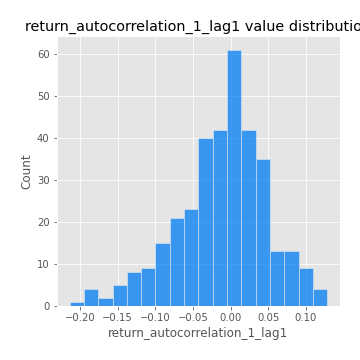 return_autocorrelation_1_lag1 value distributio
60
50
40
30
20
10
0
Count
−0.20 −0.15 −0.10 −0.05 0.00 0.05 0.10
return_autocorrelation_1_lag1